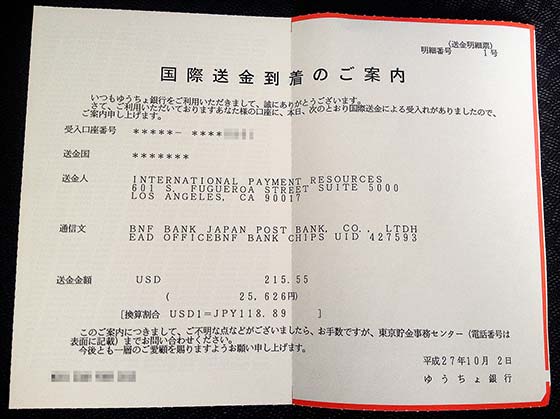 (送金明細票)
明細番号 1号
国際送金到着のご案内
いつもゆうちょ銀行をご利用いただきまして、誠にありがとうございます。
さて、ご利用いただいておりますあなた様の口座に、本日、次のとおり国際送金による受入れがありましたので、
ご案内申し上げます。
受入口座番号 *****- ****
送金国 *******
送金人 INTERNATIONAL PAYMENT RESOURCES
601 S. FUGUEROA STREET SUITE 5000
LOS ANGELES, CA 90017
通信文 BNF BANK JAPAN POST BANK, CO., LTDH
EAD OFFICEBNF BANK CHIPS UID 427593
送金金額 USD 215.55
( 25,626円)
[換算割合 USD1=JPY118.89 ]
このご案内につきまして、ご不明な点などがございましたら、お手数ですが、東京貯金事務センター(電話番号は
表面に記載)までお問い合わせください。
今後とも一層のご愛顧を賜りますようお願い申し上げます。
平成27年10月 2日
ゆうちょ銀行